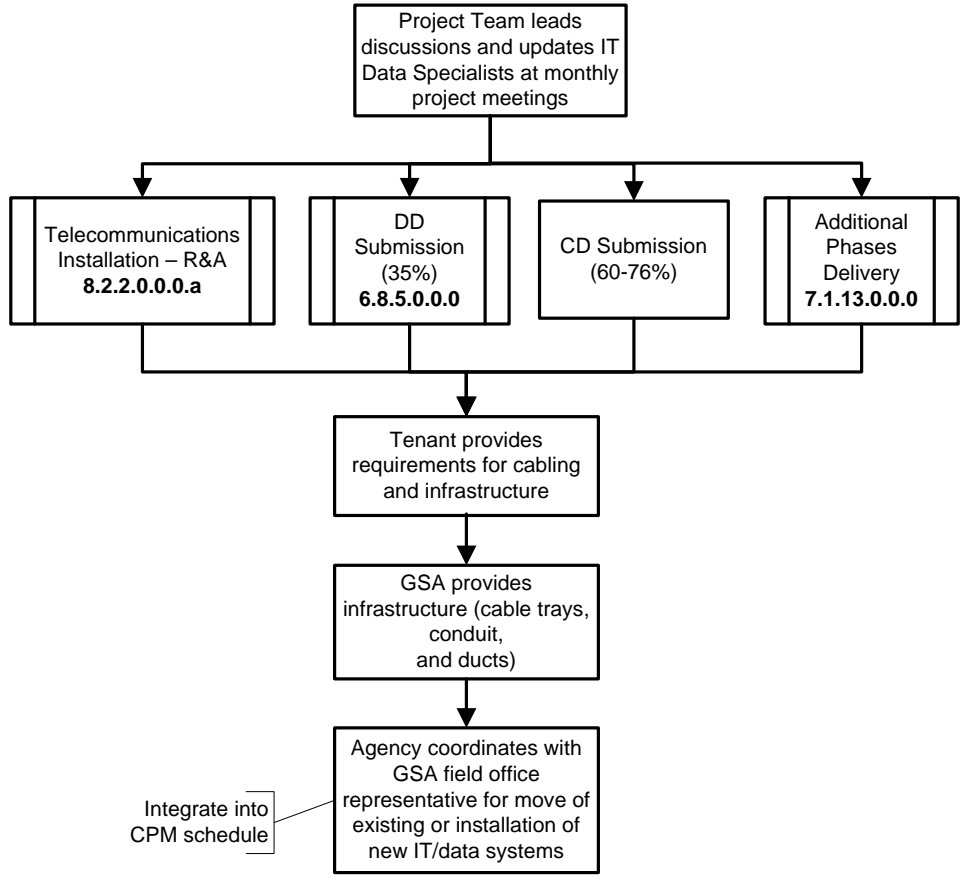 Project Team leads
discussions and updates IT
Data Specialists at monthly
project meetings
Telecommunications
Installation – R&A
8.2.2.0.0.0.a
DD
Submission
(35%)
6.8.5.0.0.0
CD Submission
(60-76%)
Additional
Phases
Delivery
7.1.13.0.0.0
Tenant provides
requirements for cabling
and infrastructure
GSA provides
infrastructure (cable trays,
conduit,
and ducts)
Agency coordinates with
GSA field office
representative for move of
existing or installation of
new IT/data systems
Integrate into
CPM schedule